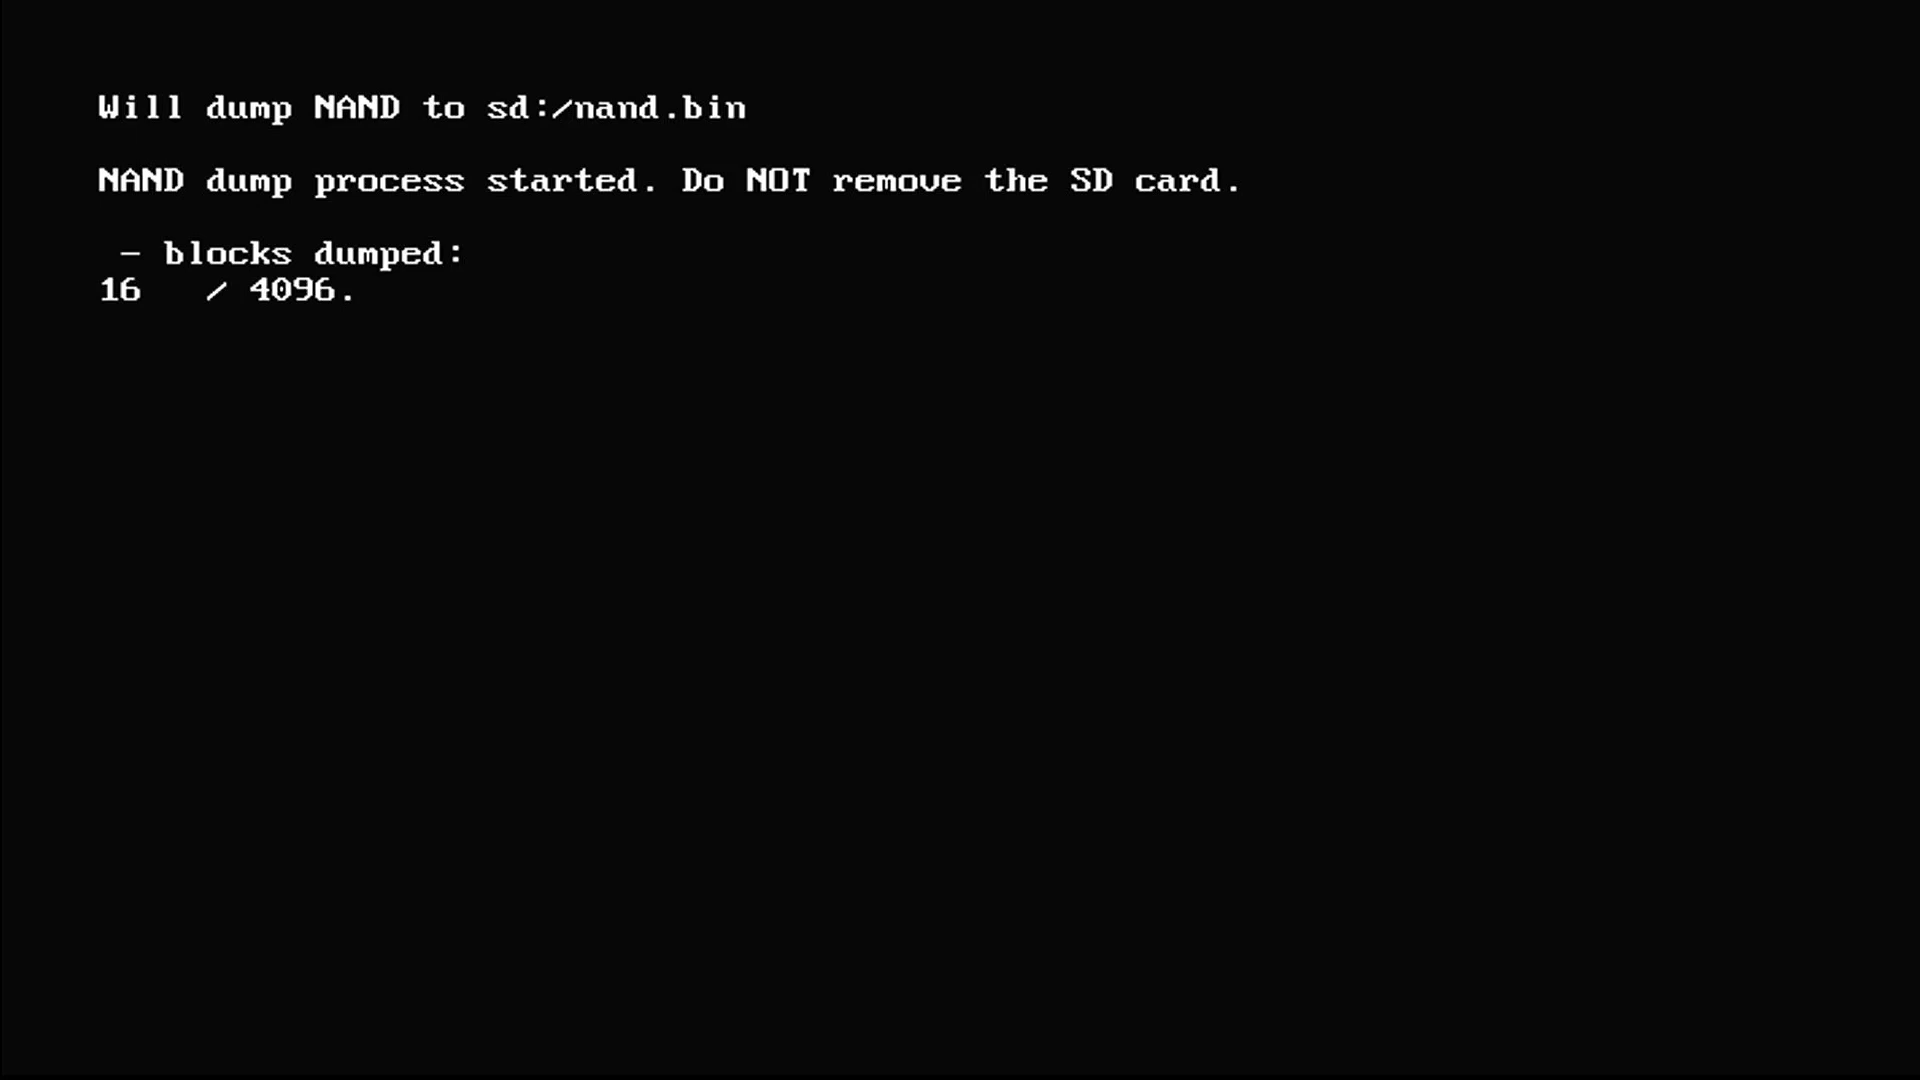 Will dump NAND to sd:/nand.bin
NAND dump process started. Do NOT remove the SD card.
- blocks dumped:
16 / 4096.